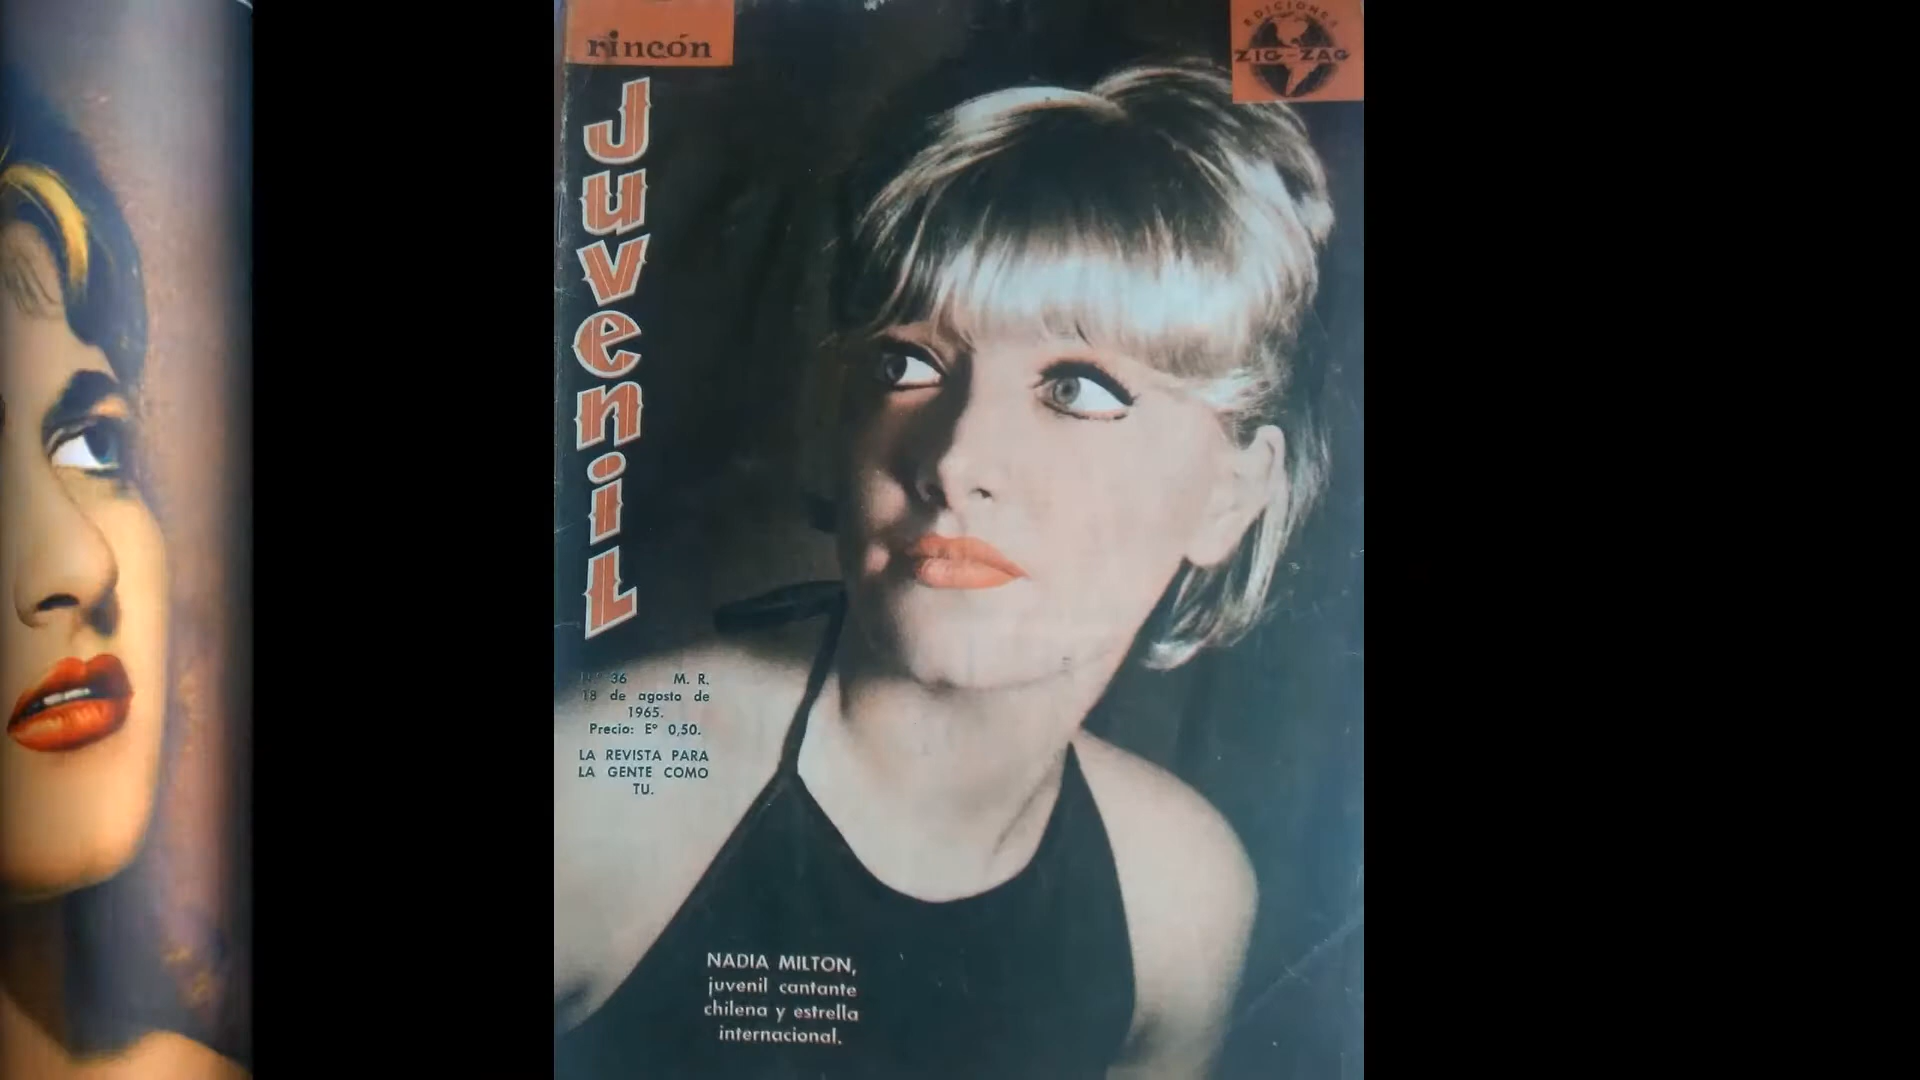 rincón
Juvenil
EDICIONES
ZIG-ZAG
Nº 36 M. R.
18 de agosto de
1965.
Precio: Eº 0,50.
LA REVISTA PARA
LA GENTE COMO
TU.
NADIA MILTON,
juvenil cantante
chilena y estrella
internacional.